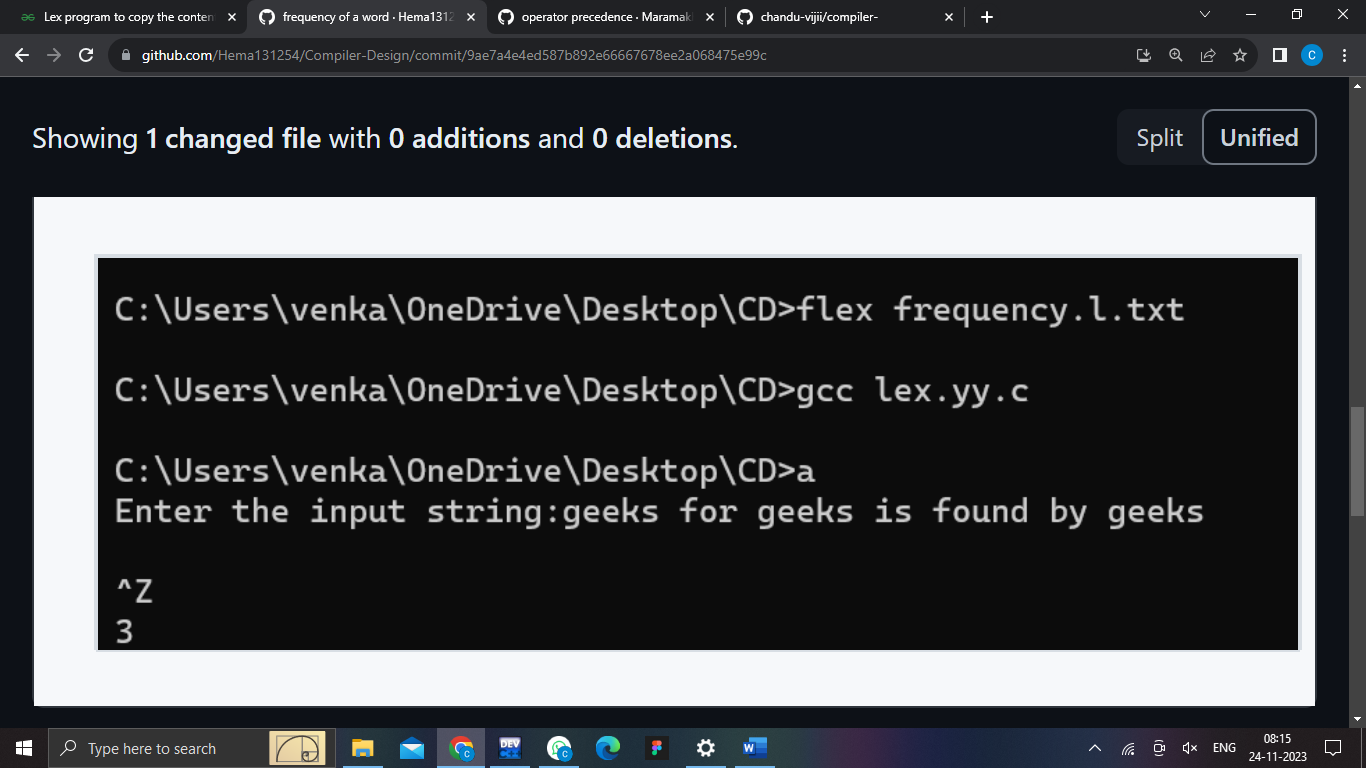 Lex program to copy the conten
frequency of a word · Hema1312
operator precedence · Maramak
chandu-vijii/compiler-
github.com/Hema131254/Compiler-Design/commit/9ae7a4e4ed587b892e66667678ee2a068475e99c
C
Showing 1 changed file with 0 additions and 0 deletions.
Split
Unified
C:\Users\venka\OneDrive\Desktop\CD>flex frequency.l.txt
C:\Users\venka\OneDrive\Desktop\CD>gcc lex.yy.c
C:\Users\venka\OneDrive\Desktop\CD>a
Enter the input string:geeks for geeks is found by geeks
^Z
3
Type here to search
DEV
ENG
08:15
24-11-2023